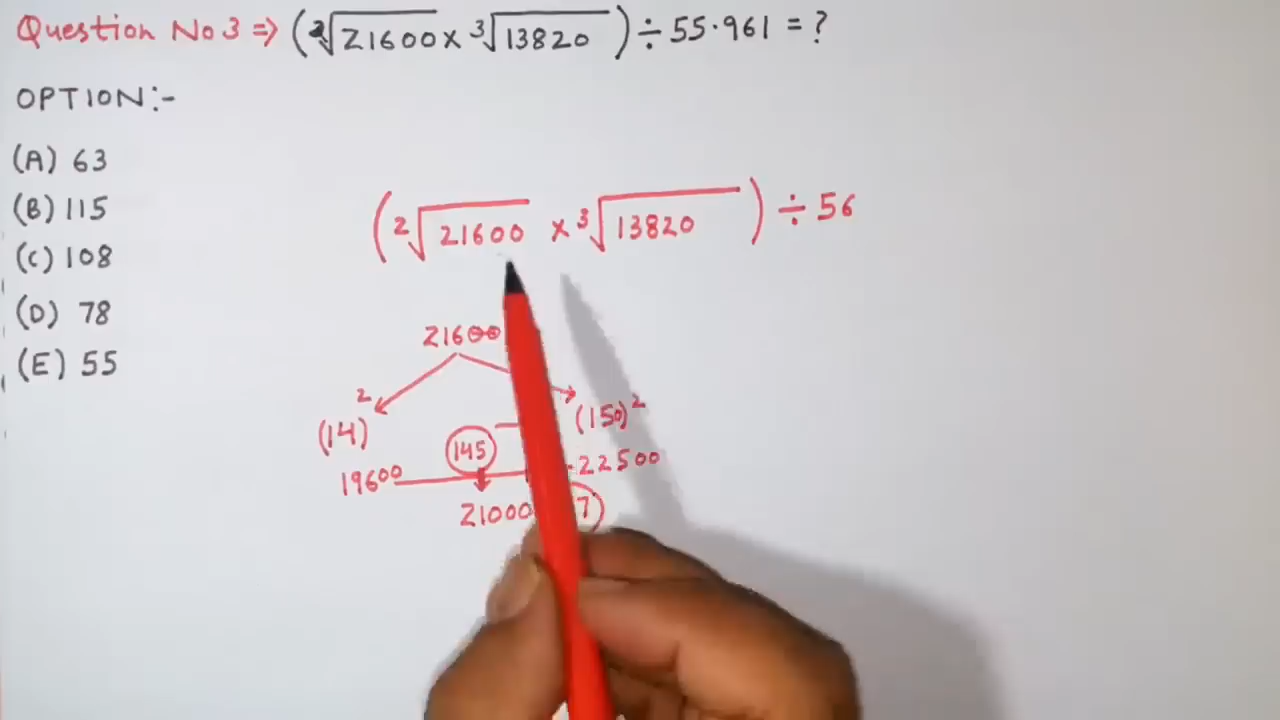 Question No 3 ⇒ (²√21600 x ³√13820) ÷ 55.961 = ?
OPTION:-
(A) 63
(B) 115
(C) 108
(D) 78
(E) 55
(²√21600 x ³√13820) ÷ 56
21600
(14)² (150)²
145
19600 22500
21000 7